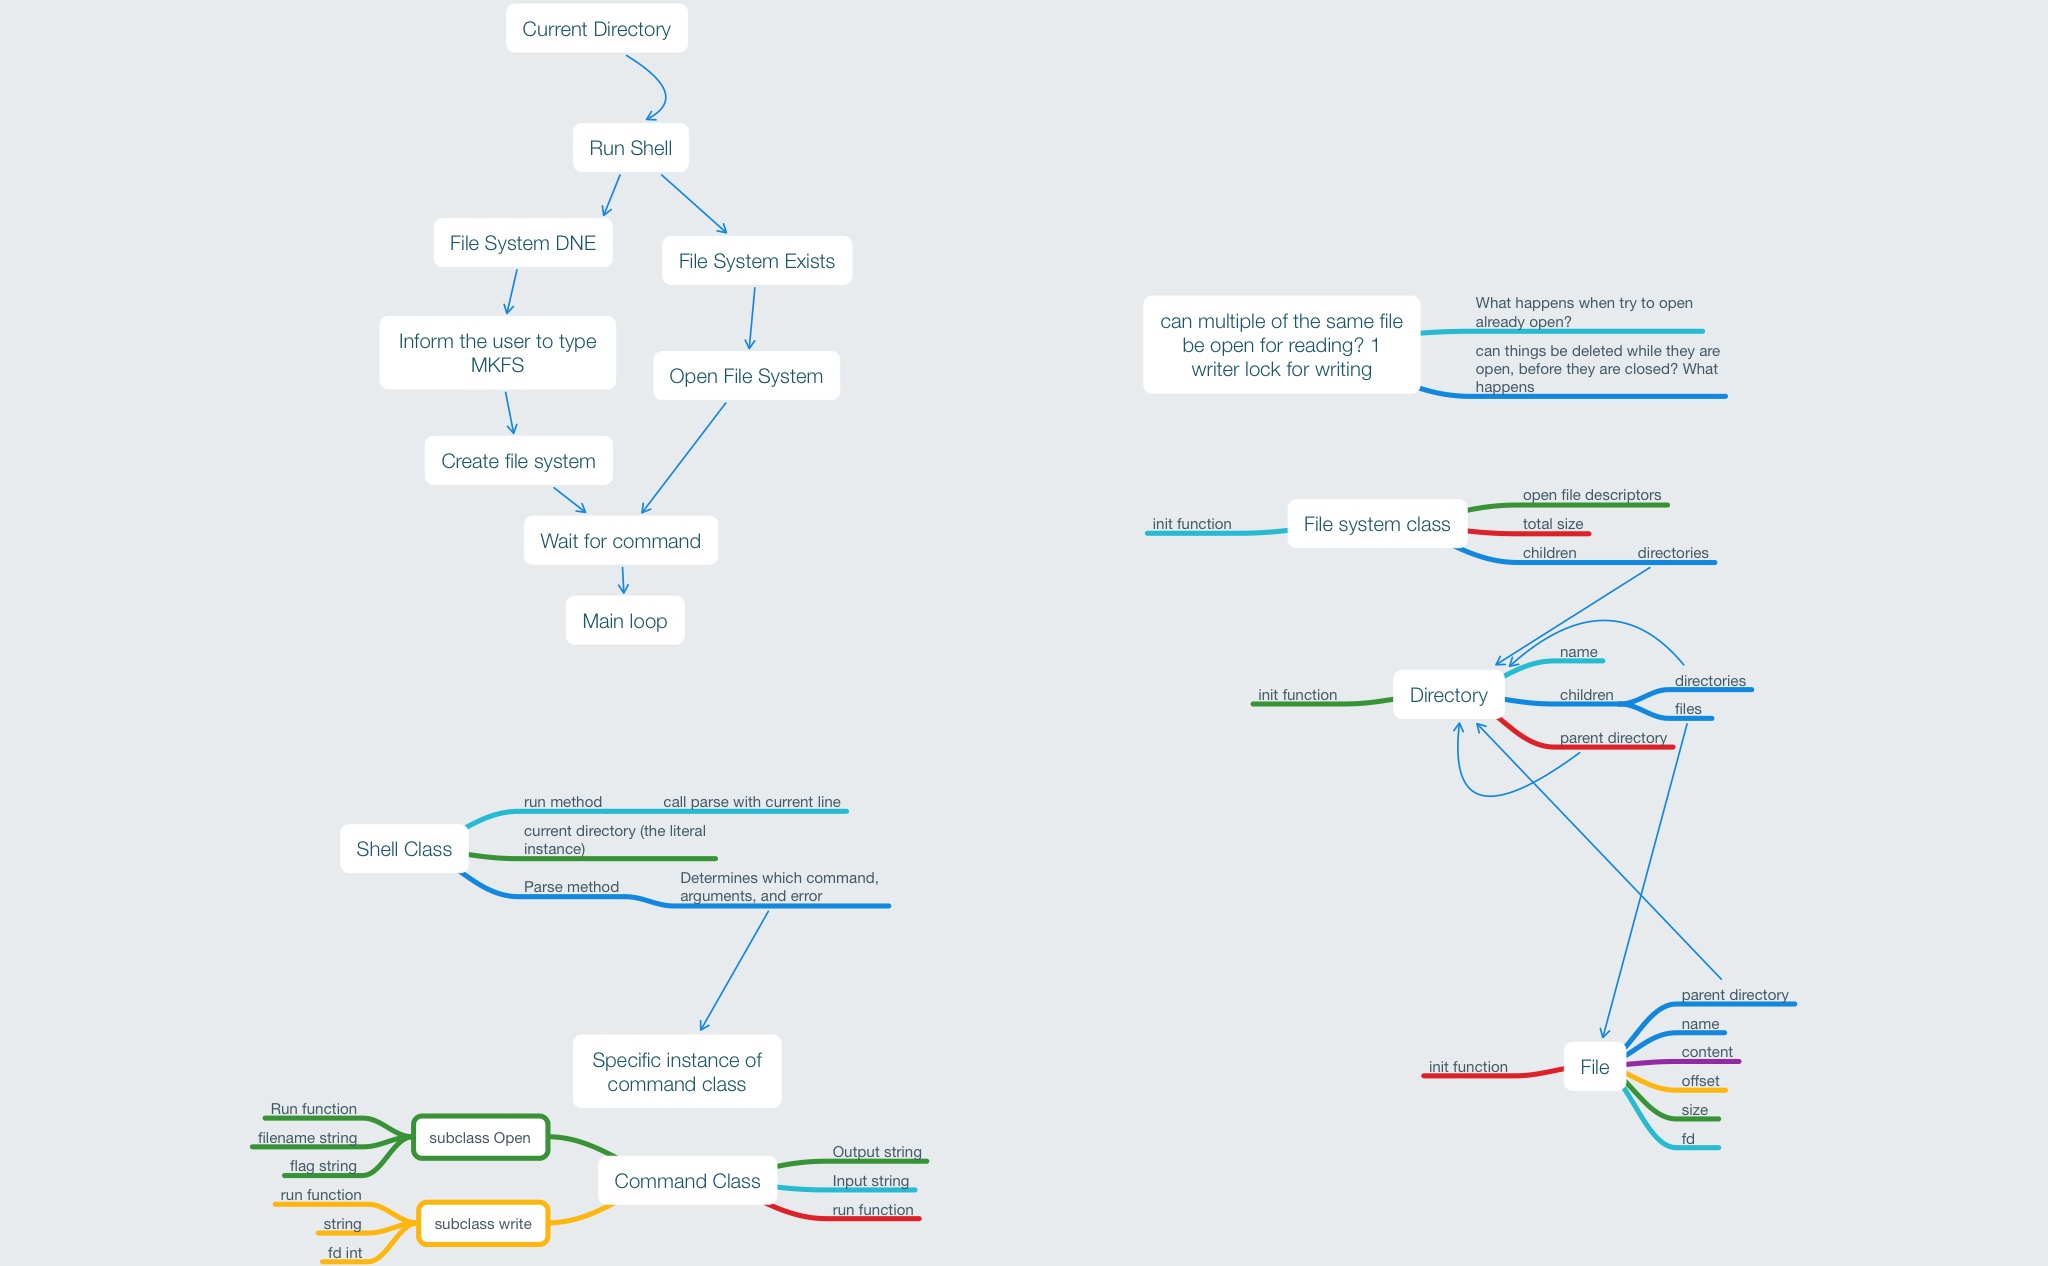 Current Directory
Run Shell
File System DNE
File System Exists
Inform the user to type
MKFS
Open File System
Create file system
Wait for command
Main loop
can multiple of the same file
be open for reading? 1
writer lock for writing
What happens when try to open
already open?
can things be deleted while they are
open, before they are closed? What
happens
init function
File system class
open file descriptors
total size
children
directories
init function
Directory
name
children
directories
files
parent directory
Shell Class
run method
call parse with current line
current directory (the literal
instance)
Parse method
Determines which command,
arguments, and error
Specific instance of
command class
init function
File
parent directory
name
content
offset
size
fd
Run function
filename string
flag string
subclass Open
run function
string
fd int
subclass write
Command Class
Output string
Input string
run function